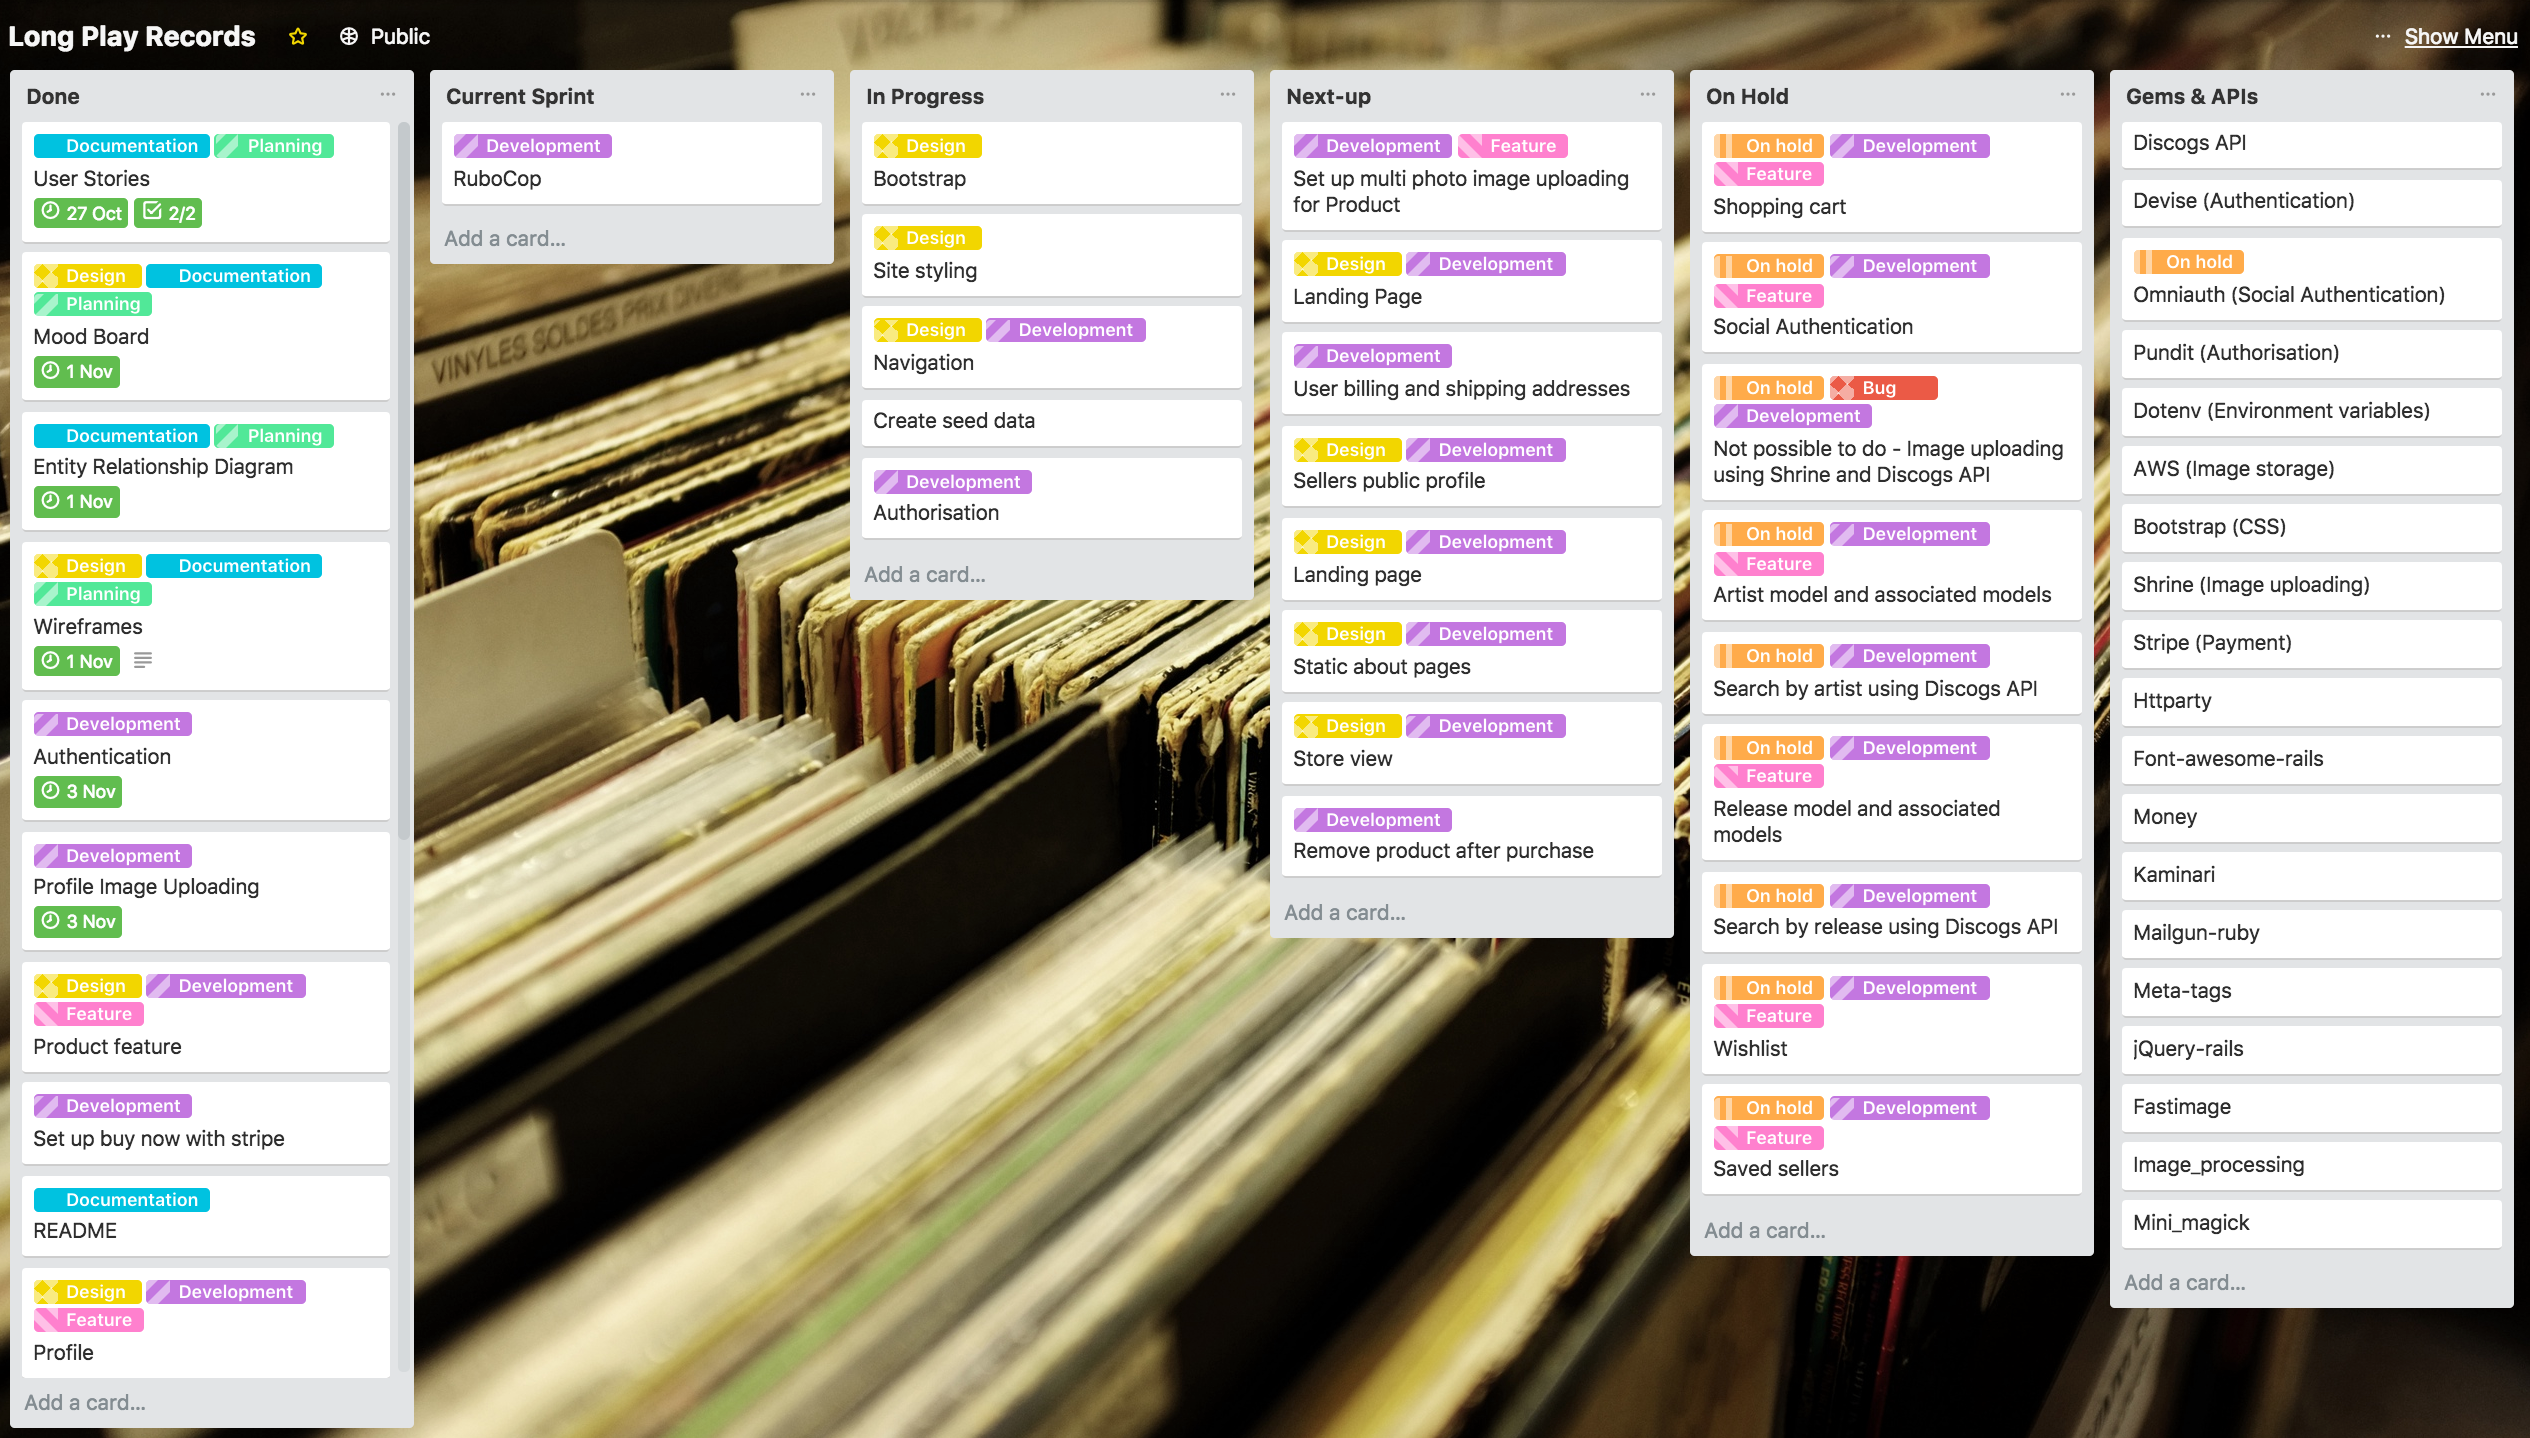 Long Play Records Public ... Show Menu
Done
Documentation Planning
User Stories
27 Oct 2/2
Design Documentation
Planning
Mood Board
1 Nov
Documentation Planning
Entity Relationship Diagram
1 Nov
Design Documentation
Planning
Wireframes
1 Nov
Development
Authentication
3 Nov
Development
Profile Image Uploading
3 Nov
Design Development
Feature
Product feature
Development
Set up buy now with stripe
Documentation
README
Design Development
Feature
Profile
Add a card...
Current Sprint
Development
RuboCop
Add a card...
In Progress
Design
Bootstrap
Design
Site styling
Design Development
Navigation
Create seed data
Development
Authorisation
Add a card...
Next-up
Development Feature
Set up multi photo image uploading
for Product
Design Development
Landing Page
Development
User billing and shipping addresses
Design Development
Sellers public profile
Design Development
Landing page
Design Development
Static about pages
Design Development
Store view
Development
Remove product after purchase
Add a card...
On Hold
On hold Development
Feature
Shopping cart
On hold Development
Feature
Social Authentication
On hold Bug
Development
Not possible to do - Image uploading
using Shrine and Discogs API
On hold Development
Feature
Artist model and associated models
On hold Development
Search by artist using Discogs API
On hold Development
Feature
Release model and associated
models
On hold Development
Search by release using Discogs API
On hold Development
Feature
Wishlist
On hold Development
Feature
Saved sellers
Add a card...
Gems & APIs
Discogs API
Devise (Authentication)
On hold
Omniauth (Social Authentication)
Pundit (Authorisation)
Dotenv (Environment variables)
AWS (Image storage)
Bootstrap (CSS)
Shrine (Image uploading)
Stripe (Payment)
Httparty
Font-awesome-rails
Money
Kaminari
Mailgun-ruby
Meta-tags
jQuery-rails
Fastimage
Image_processing
Mini_magick
Add a card...
VINYLES SOLDES PRIX DIVERS